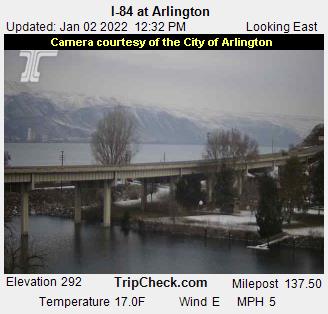 I-84 at Arlington
Updated: Jan 02 2022 12:32 PM Looking East
Camera courtesy of the City of Arlington
Elevation 292 TripCheck.com Milepost 137.50
Temperature 17.0F Wind E MPH 5